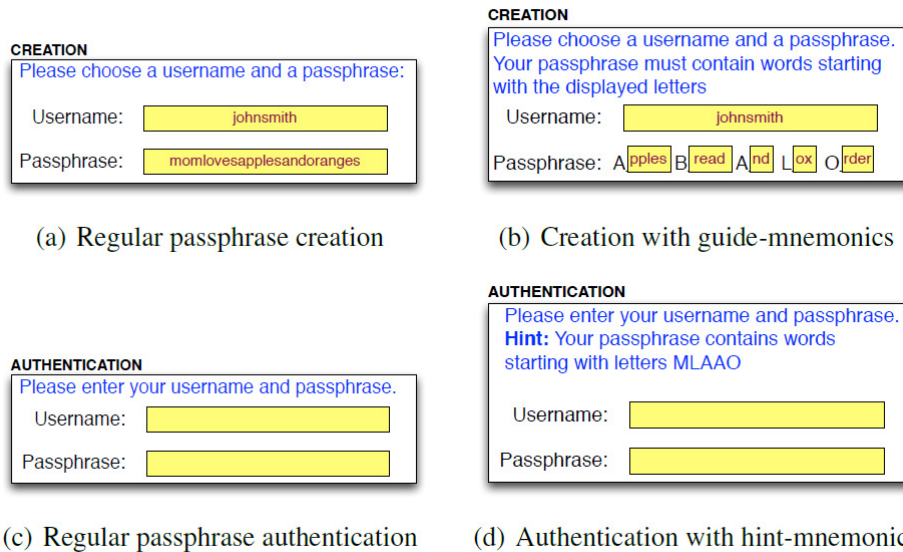 CREATION
Please choose a username and a passphrase:
Username: johnsmith
Passphrase: momlovesapplesandoranges
(a) Regular passphrase creation
CREATION
Please choose a username and a passphrase.
Your passphrase must contain words starting
with the displayed letters
Username: johnsmith
Passphrase: A pples B read A nd L ox O rder
(b) Creation with guide-mnemonics
AUTHENTICATION
Please enter your username and passphrase.
Username:
Passphrase:
(c) Regular passphrase authentication
AUTHENTICATION
Please enter your username and passphrase.
Hint: Your passphrase contains words
starting with letters MLAAO
Username:
Passphrase:
(d) Authentication with hint-mnemonic